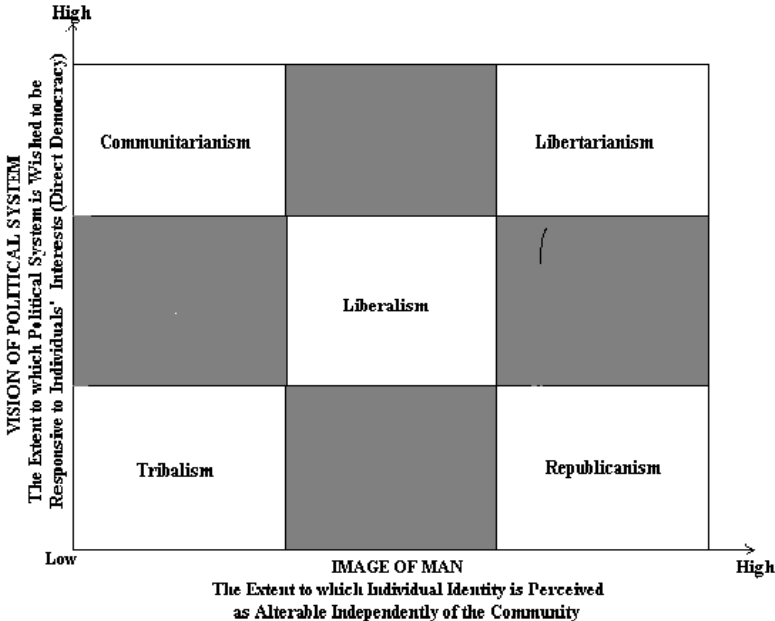 High
VISION OF POLITICAL SYSTEM
The Extent to which Political System is Wished to be
Responsive to Individuals' Interests (Direct Democracy)
Communitarianism
Libertarianism
Liberalism
Tribalism
Republicanism
Low
IMAGE OF MAN
High
The Extent to which Individual Identity is Perceived
as Alterable Independently of the Community